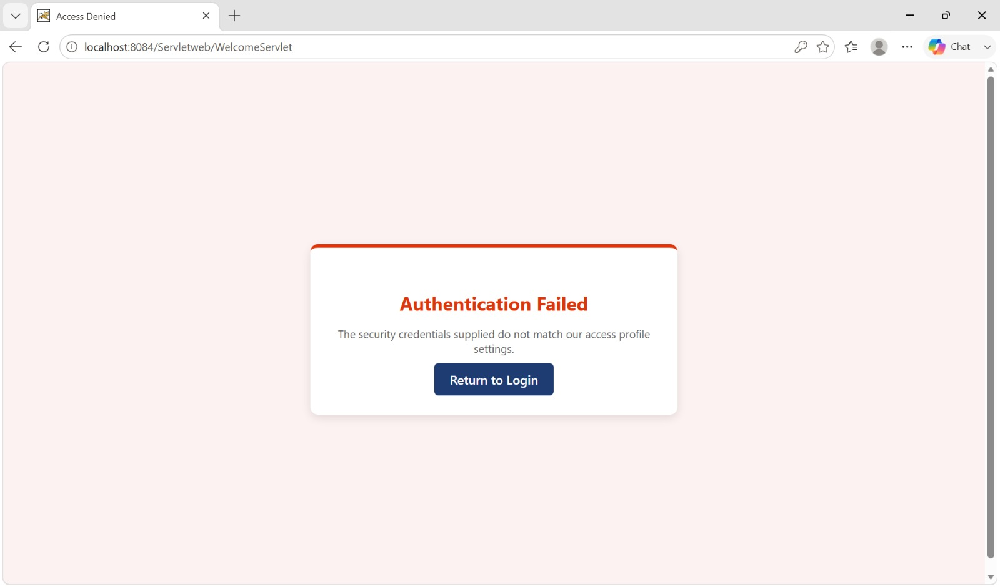 Access Denied
localhost:8084/Servletweb/WelcomeServlet
Chat
Authentication Failed
The security credentials supplied do not match our access profile
settings.
Return to Login